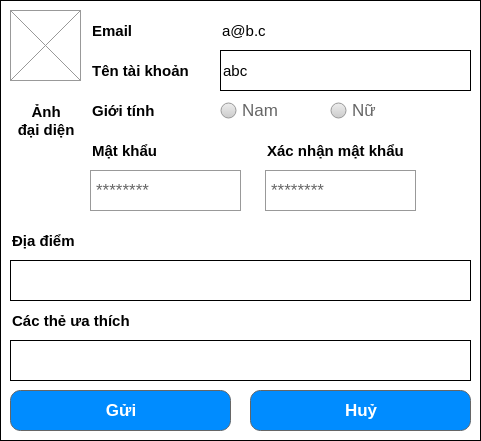 Email
a@b.c
Tên tài khoản
abc
Ảnh
đại diện
Giới tính
Nam
Nữ
Mật khẩu
Xác nhận mật khẩu
********
********
Địa điểm
Các thẻ ưa thích
Gửi
Huỷ